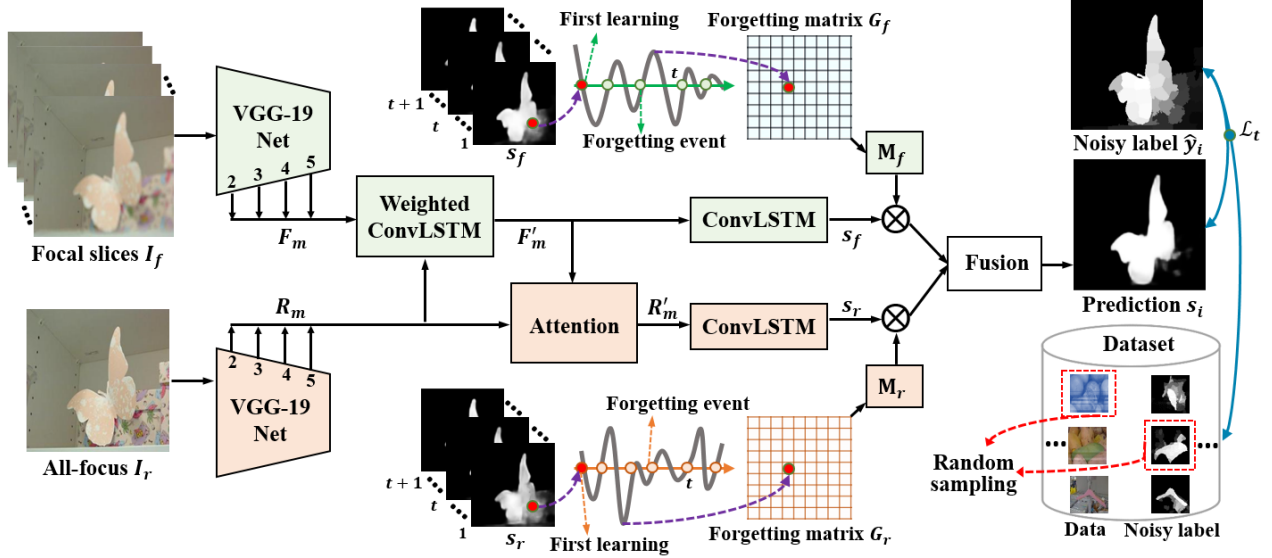 First learning
Forgetting matrix G_f
VGG-19
Net
2 3 4 5
t + 1
t
1
s_f
t
Forgetting event
M_f
Noisy label ŷ_i
ℒ_t
Focal slices I_f
F_m
Weighted
ConvLSTM
F'_m
ConvLSTM
s_f
Fusion
Prediction s_i
R_m
Attention
R'_m
ConvLSTM
s_r
2 3 4 5
VGG-19
Net
All-focus I_r
M_r
Forgetting event
t + 1
t
1
s_r
t
First learning
Forgetting matrix G_r
Dataset
Random
sampling
Data
Noisy label